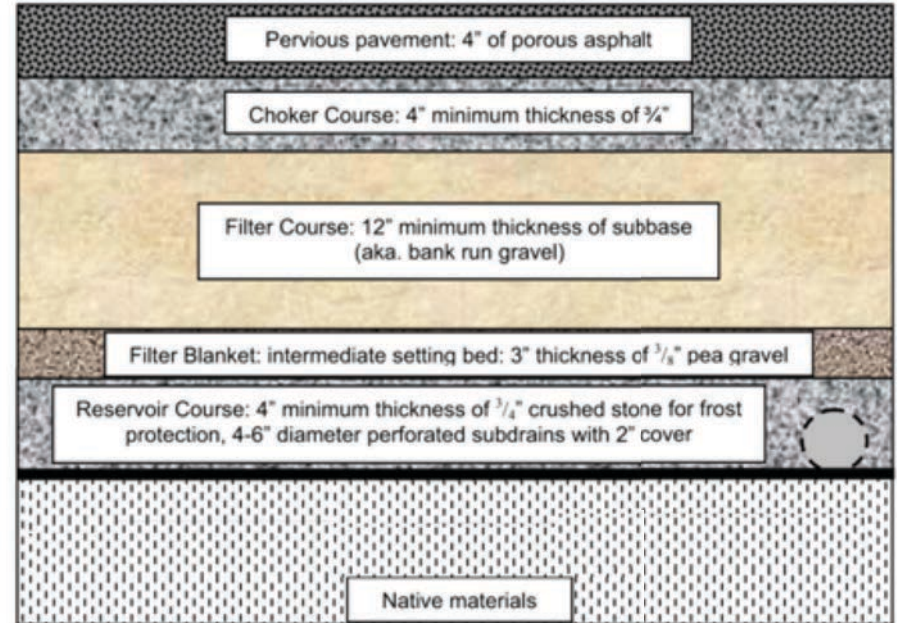 Pervious pavement: 4" of porous asphalt
Choker Course: 4" minimum thickness of ¾"
Filter Course: 12" minimum thickness of subbase
(aka. bank run gravel)
Filter Blanket: intermediate setting bed: 3" thickness of 3/8" pea gravel
Reservoir Course: 4" minimum thickness of 3/4" crushed stone for frost
protection, 4-6" diameter perforated subdrains with 2" cover
Native materials